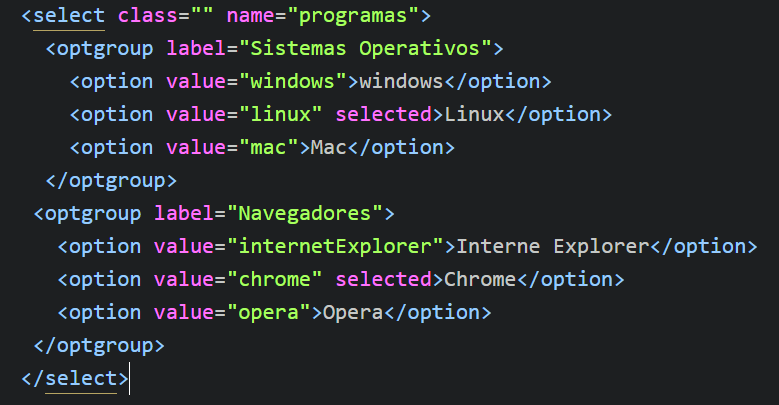 <select class="" name="programas">
<optgroup label="Sistemas Operativos">
<option value="windows">windows</option>
<option value="linux" selected>Linux</option>
<option value="mac">Mac</option>
</optgroup>
<optgroup label="Navegadores">
<option value="internetExplorer">Interne Explorer</option>
<option value="chrome" selected>Chrome</option>
<option value="opera">Opera</option>
</optgroup>
</select>